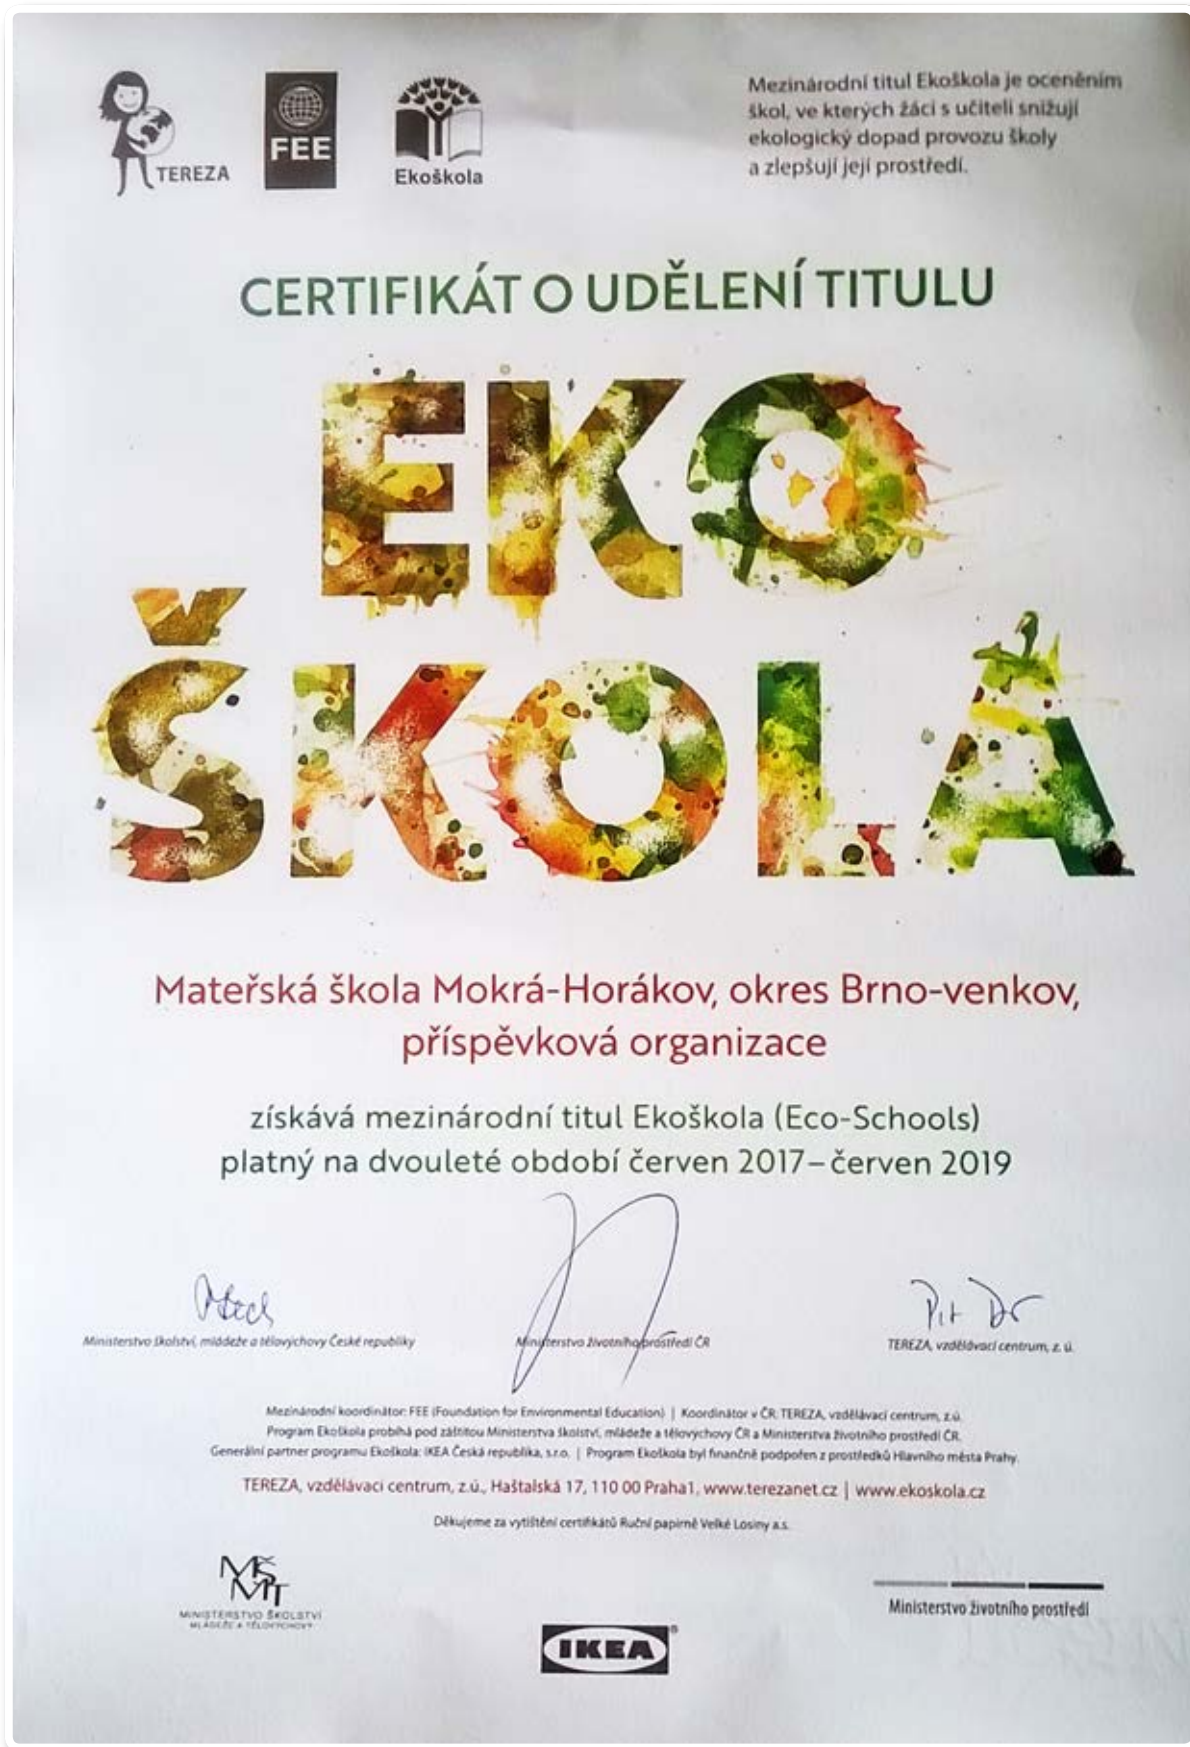 TEREZA
FEE
Ekoškola
Mezinárodní titul Ekoškola je oceněním
škol, ve kterých žáci s učiteli snižují
ekologický dopad provozu školy
a zlepšují její prostředí.
CERTIFIKÁT O UDĚLENÍ TITULU
EKO
ŠKOLA
Mateřská škola Mokrá-Horákov, okres Brno-venkov,
příspěvková organizace
získává mezinárodní titul Ekoškola (Eco-Schools)
platný na dvouleté období červen 2017–červen 2019
Ministerstvo školství, mládeže a tělovýchovy České republiky
Ministerstvo životního prostředí ČR
TEREZA, vzdělávací centrum, z. ú.
Mezinárodní koordinátor: FEE (Foundation for Environmental Education) | Koordinátor v ČR: TEREZA, vzdělávací centrum, z.ú.
Program Ekoškola probíhá pod záštitou Ministerstva školství, mládeže a tělovýchovy ČR a Ministerstva životního prostředí ČR.
Generální partner programu Ekoškola: IKEA Česká republika, s.r.o. | Program Ekoškola byl finančně podpořen z prostředků Hlavního města Prahy.
TEREZA, vzdělávací centrum, z.ú., Haštalská 17, 110 00 Praha1, www.terezanet.cz | www.ekoskola.cz
Děkujeme za vytištění certifikátů Ruční papírně Velké Losiny a.s.
MŠMT
MINISTERSTVO ŠKOLSTVÍ
MLÁDEŽE A TĚLOVÝCHOVY
Ministerstvo životního prostředí
IKEA®